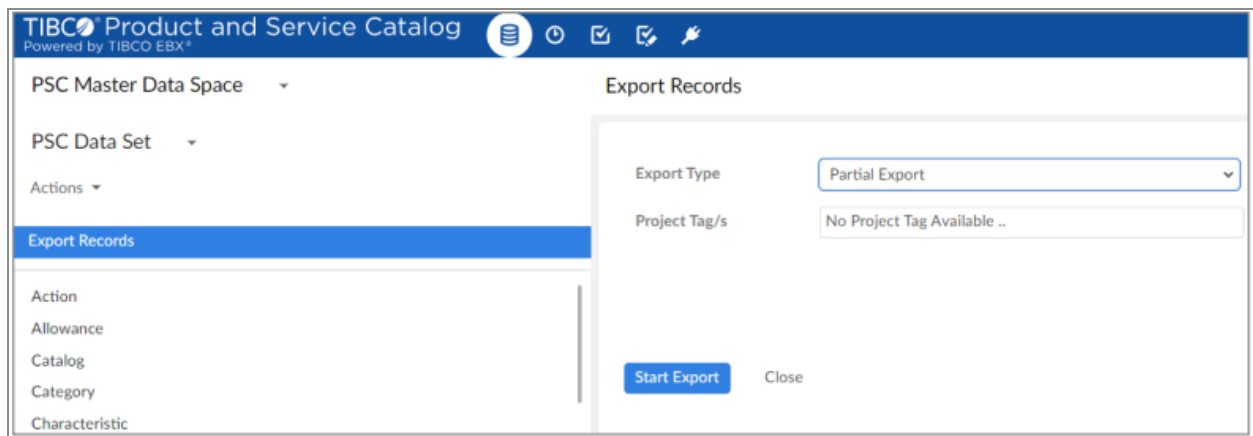 TIBCO® Product and Service Catalog
Powered by TIBCO EBX®
PSC Master Data Space
PSC Data Set
Actions
Export Records
Action
Allowance
Catalog
Category
Characteristic
Export Records
Export Type
Partial Export
Project Tag/s
No Project Tag Available ..
Start Export
Close